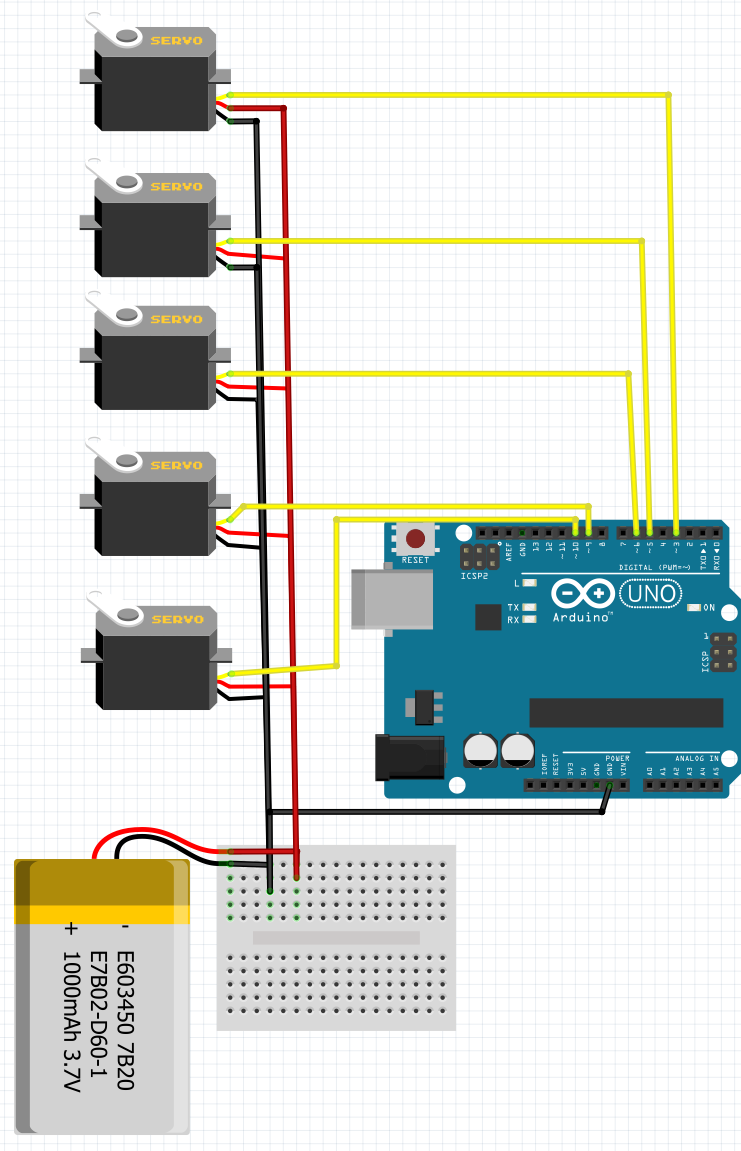 SERVO
SERVO
SERVO
SERVO
SERVO
RESET
ICSP2
AREF
GND
13
12
~11
~10
~9
8
7
~6
~5
4
~3
2
TX0▶1
RX0◀0
DIGITAL (PWM=~)
L
TX
RX
Arduino™
UNO
ON
1
ICSP
POWER
ANALOG IN
IOREF
RESET
3V3
5V
GND
GND
VIN
A0
A1
A2
A3
A4
A5
- E603450 7B20
E7B02-D60-1
+ 1000mAh 3.7V